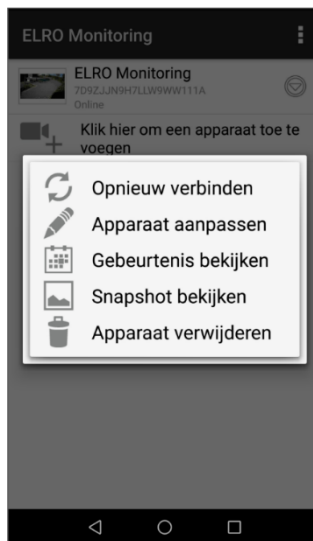 ELRO Monitoring
ELRO Monitoring
7D9ZJJN9H7LLW9WW111A
Online
Klik hier om een apparaat toe te
voegen
Opnieuw verbinden
Apparaat aanpassen
Gebeurtenis bekijken
Snapshot bekijken
Apparaat verwijderen